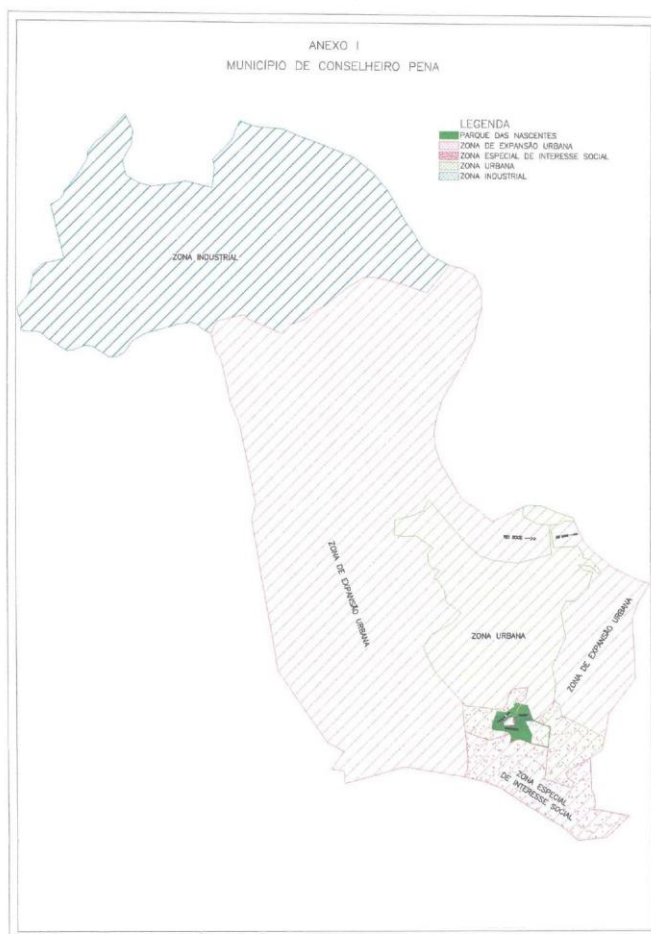 ANEXO I
MUNICÍPIO DE CONSELHEIRO PENA
LEGENDA
PARQUE DAS NASCENTES
ZONA DE EXPANSÃO URBANA
ZONA ESPECIAL DE INTERESSE SOCIAL
ZONA URBANA
ZONA INDUSTRIAL
ZONA INDUSTRIAL
ZONA DE EXPANSÃO URBANA
ZONA URBANA
ZONA DE EXPANSÃO URBANA
ZONA ESPECIAL
DE INTERESSE SOCIAL